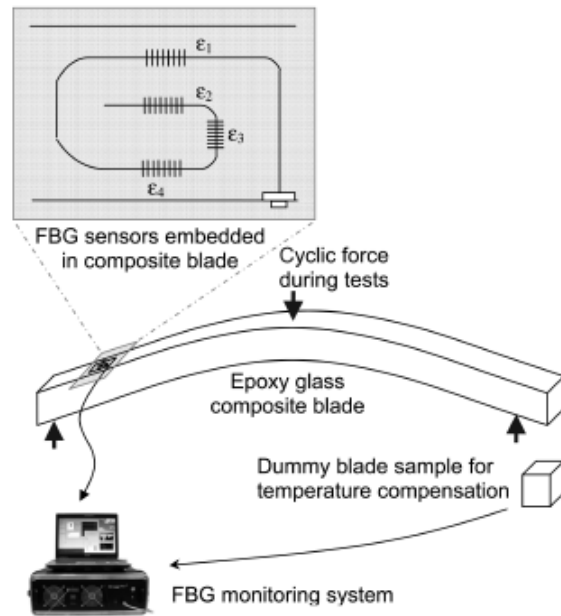 ε1
ε2
ε3
ε4
FBG sensors embedded
in composite blade
Cyclic force
during tests
Epoxy glass
composite blade
Dummy blade sample for
temperature compensation
FBG monitoring system